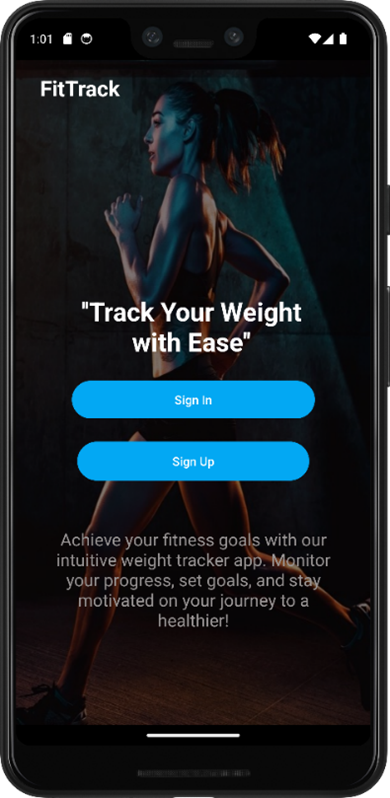 1:01
FitTrack
"Track Your Weight
with Ease"
Sign In
Sign Up
Achieve your fitness goals with our
intuitive weight tracker app. Monitor
your progress, set goals, and stay
motivated on your journey to a
healthier!